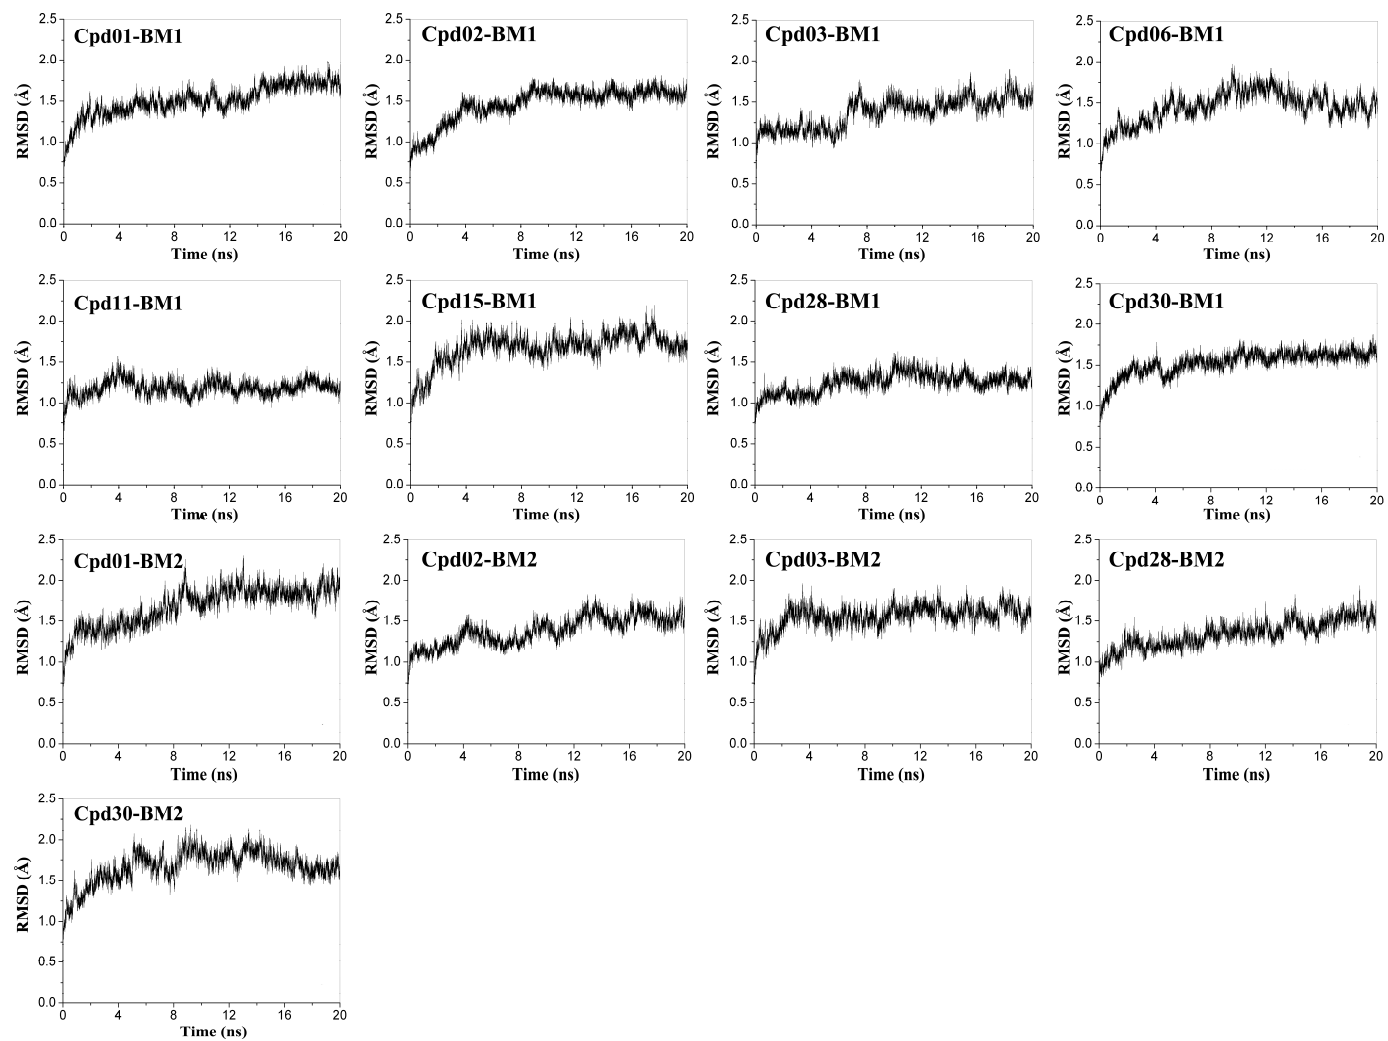 Cpd01-BM1
RMSD (Å)
2.5
2.0
1.5
1.0
0.5
0.0
0 4 8 12 16 20
Time (ns)
Cpd02-BM1
RMSD (Å)
2.5
2.0
1.5
1.0
0.5
0.0
0 4 8 12 16 20
Time (ns)
Cpd03-BM1
RMSD (Å)
2.5
2.0
1.5
1.0
0.5
0.0
0 4 8 12 16 20
Time (ns)
Cpd06-BM1
RMSD (Å)
2.5
2.0
1.5
1.0
0.5
0.0
0 4 8 12 16 20
Time (ns)
Cpd11-BM1
RMSD (Å)
2.5
2.0
1.5
1.0
0.5
0.0
0 4 8 12 16 20
Time (ns)
Cpd15-BM1
RMSD (Å)
2.5
2.0
1.5
1.0
0.5
0.0
0 4 8 12 16 20
Time (ns)
Cpd28-BM1
RMSD (Å)
2.5
2.0
1.5
1.0
0.5
0.0
0 4 8 12 16 20
Time (ns)
Cpd30-BM1
RMSD (Å)
2.5
2.0
1.5
1.0
0.5
0.0
0 4 8 12 16 20
Time (ns)
Cpd01-BM2
RMSD (Å)
2.5
2.0
1.5
1.0
0.5
0.0
0 4 8 12 16 20
Time (ns)
Cpd02-BM2
RMSD (Å)
2.5
2.0
1.5
1.0
0.5
0.0
0 4 8 12 16 20
Time (ns)
Cpd03-BM2
RMSD (Å)
2.5
2.0
1.5
1.0
0.5
0.0
0 4 8 12 16 20
Time (ns)
Cpd28-BM2
RMSD (Å)
2.5
2.0
1.5
1.0
0.5
0.0
0 4 8 12 16 20
Time (ns)
Cpd30-BM2
RMSD (Å)
2.5
2.0
1.5
1.0
0.5
0.0
0 4 8 12 16 20
Time (ns)